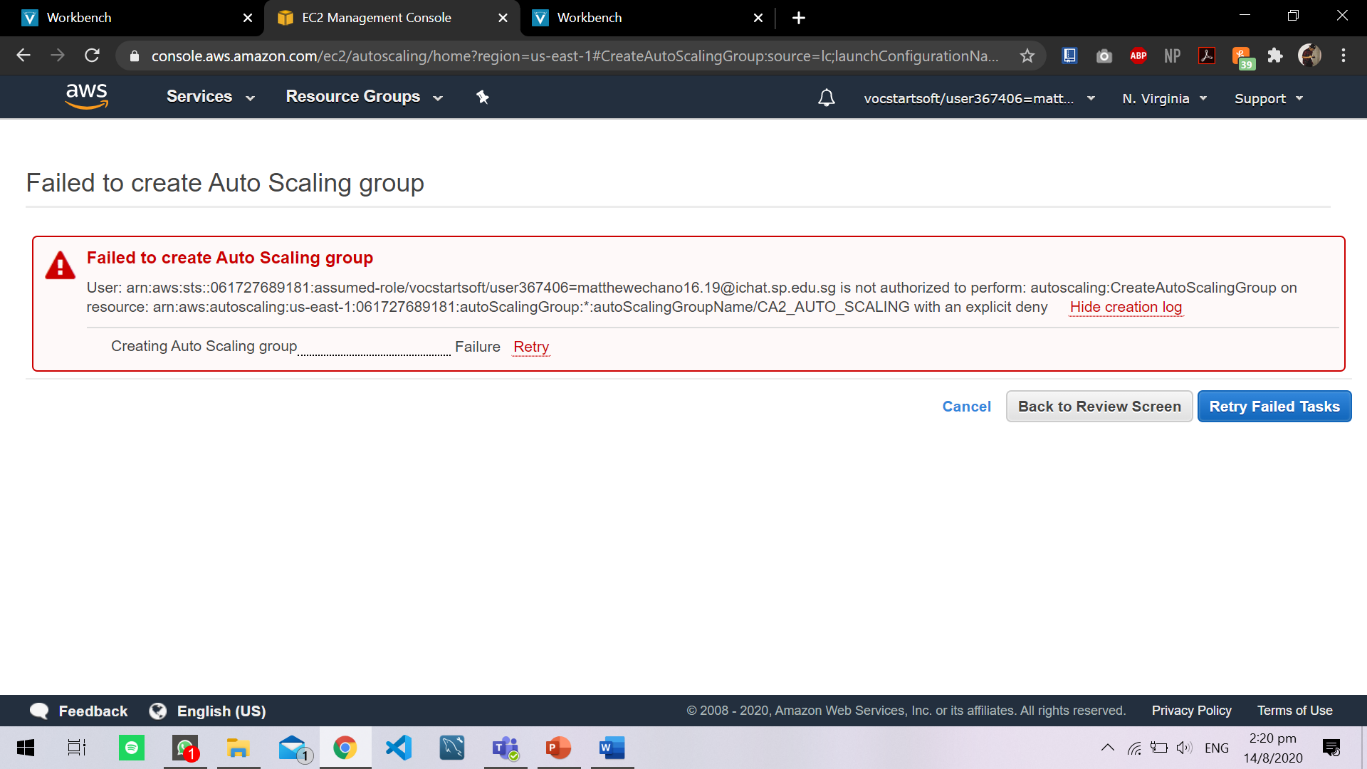 Workbench
EC2 Management Console
Workbench
console.aws.amazon.com/ec2/autoscaling/home?region=us-east-1#CreateAutoScalingGroup:source=lc;launchConfigurationNa...
ABP
NP
39
aws
Services
Resource Groups
vocstartsoft/user367406=matt...
N. Virginia
Support
Failed to create Auto Scaling group
Failed to create Auto Scaling group
User: arn:aws:sts::061727689181:assumed-role/vocstartsoft/user367406=matthewechano16.19@ichat.sp.edu.sg is not authorized to perform: autoscaling:CreateAutoScalingGroup on
resource: arn:aws:autoscaling:us-east-1:061727689181:autoScalingGroup:*:autoScalingGroupName/CA2_AUTO_SCALING with an explicit deny Hide creation log
Creating Auto Scaling group Failure Retry
Cancel
Back to Review Screen
Retry Failed Tasks
Feedback
English (US)
© 2008 - 2020, Amazon Web Services, Inc. or its affiliates. All rights reserved.
Privacy Policy
Terms of Use
1
1
ENG
2:20 pm
14/8/2020